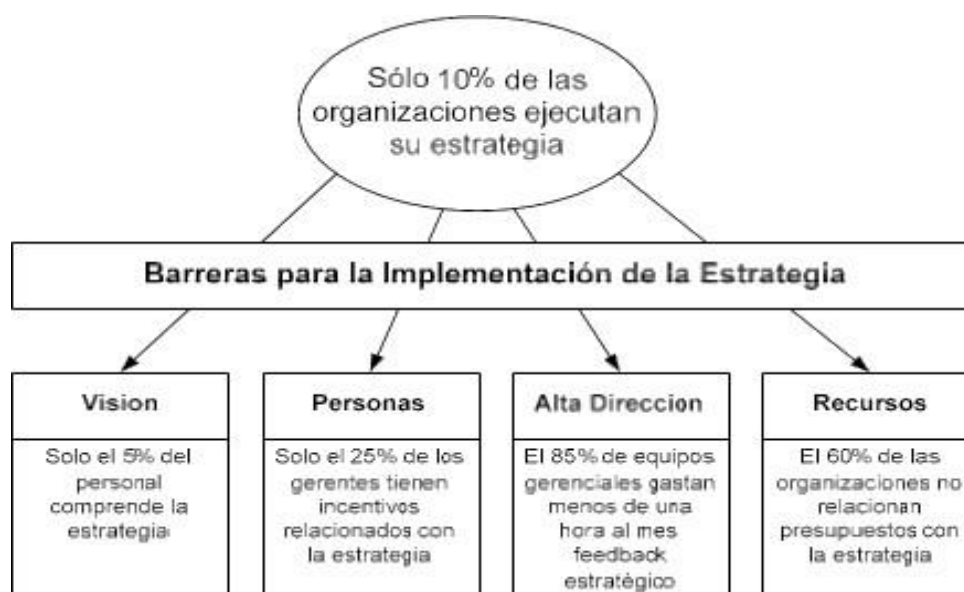 Sólo 10% de las
organizaciones ejecutan
su estrategia
Barreras para la Implementación de la Estrategia
Vision
Solo el 5% del
personal
comprende la
estrategia
Personas
Solo el 25% de los
gerentes tienen
incentivos
relacionados con
la estrategia
Alta Direccion
El 85% de equipos
gerenciales gastan
menos de una
hora al mes
feedback
estratégico
Recursos
El 60% de las
organizaciones no
relacionan
presupuestos con
la estrategia